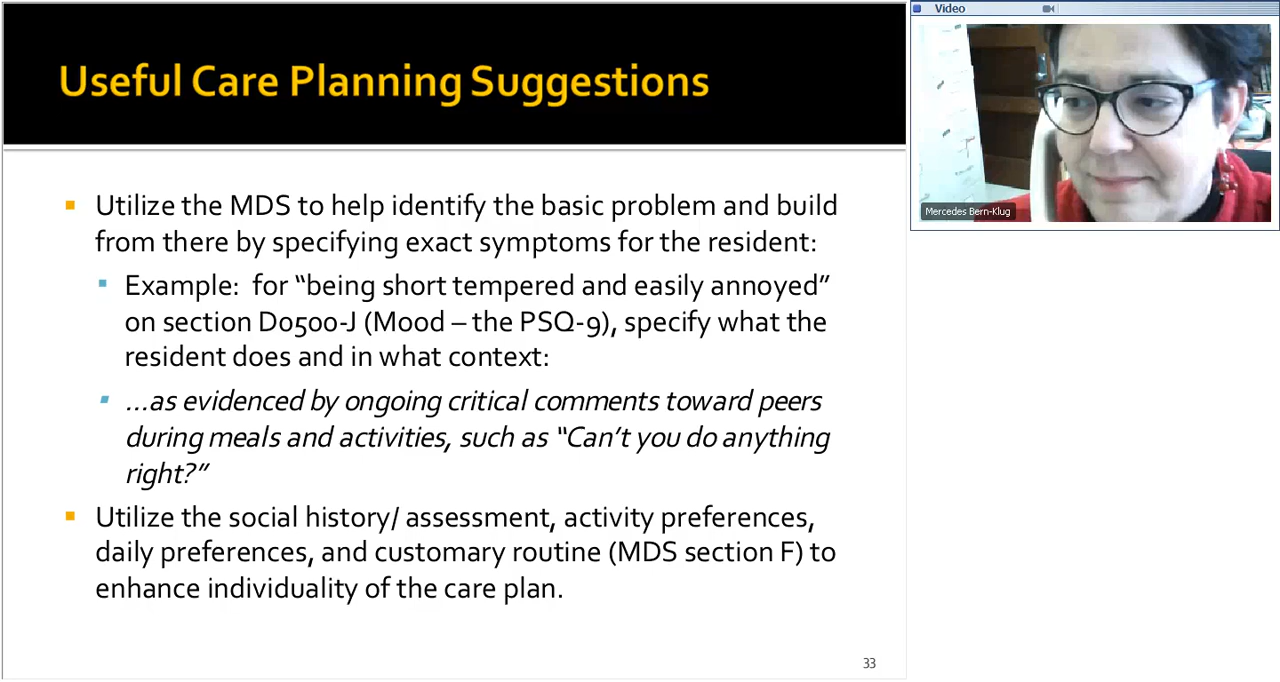 Useful Care Planning Suggestions
Video
Mercedes Bern-Klug
Utilize the MDS to help identify the basic problem and build
from there by specifying exact symptoms for the resident:
Example: for “being short tempered and easily annoyed”
on section D0500-J (Mood – the PSQ-9), specify what the
resident does and in what context:
…as evidenced by ongoing critical comments toward peers
during meals and activities, such as “Can’t you do anything
right?”
Utilize the social history/ assessment, activity preferences,
daily preferences, and customary routine (MDS section F) to
enhance individuality of the care plan.
33